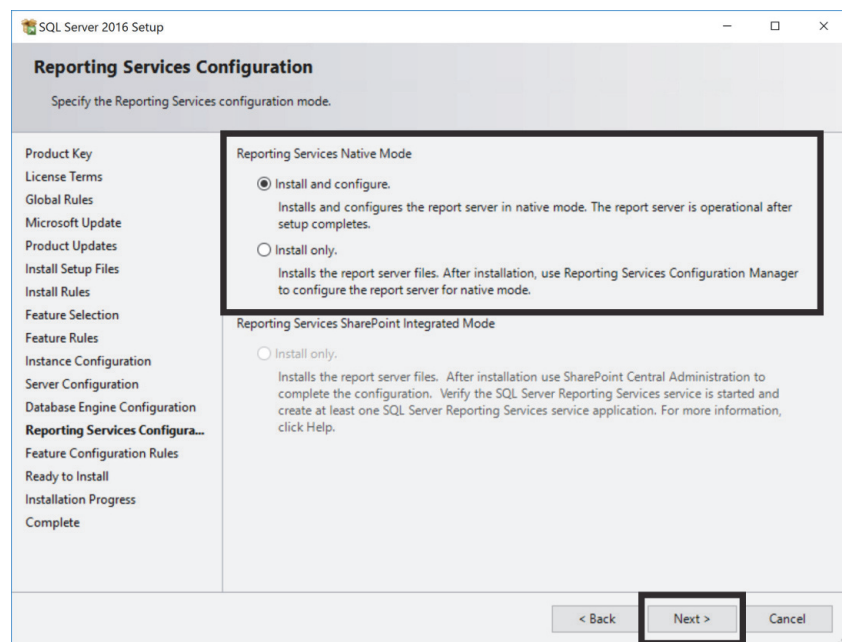 SQL Server 2016 Setup
Reporting Services Configuration
Specify the Reporting Services configuration mode.
Product Key
License Terms
Global Rules
Microsoft Update
Product Updates
Install Setup Files
Install Rules
Feature Selection
Feature Rules
Instance Configuration
Server Configuration
Database Engine Configuration
Reporting Services Configura...
Feature Configuration Rules
Ready to Install
Installation Progress
Complete
Reporting Services Native Mode
Install and configure.
Installs and configures the report server in native mode. The report server is operational after
setup completes.
Install only.
Installs the report server files. After installation, use Reporting Services Configuration Manager
to configure the report server for native mode.
Reporting Services SharePoint Integrated Mode
Install only.
Installs the report server files.  After installation use SharePoint Central Administration to
complete the configuration.  Verify the SQL Server Reporting Services service is started and
create at least one SQL Server Reporting Services service application. For more information,
click Help.
< Back
Next >
Cancel